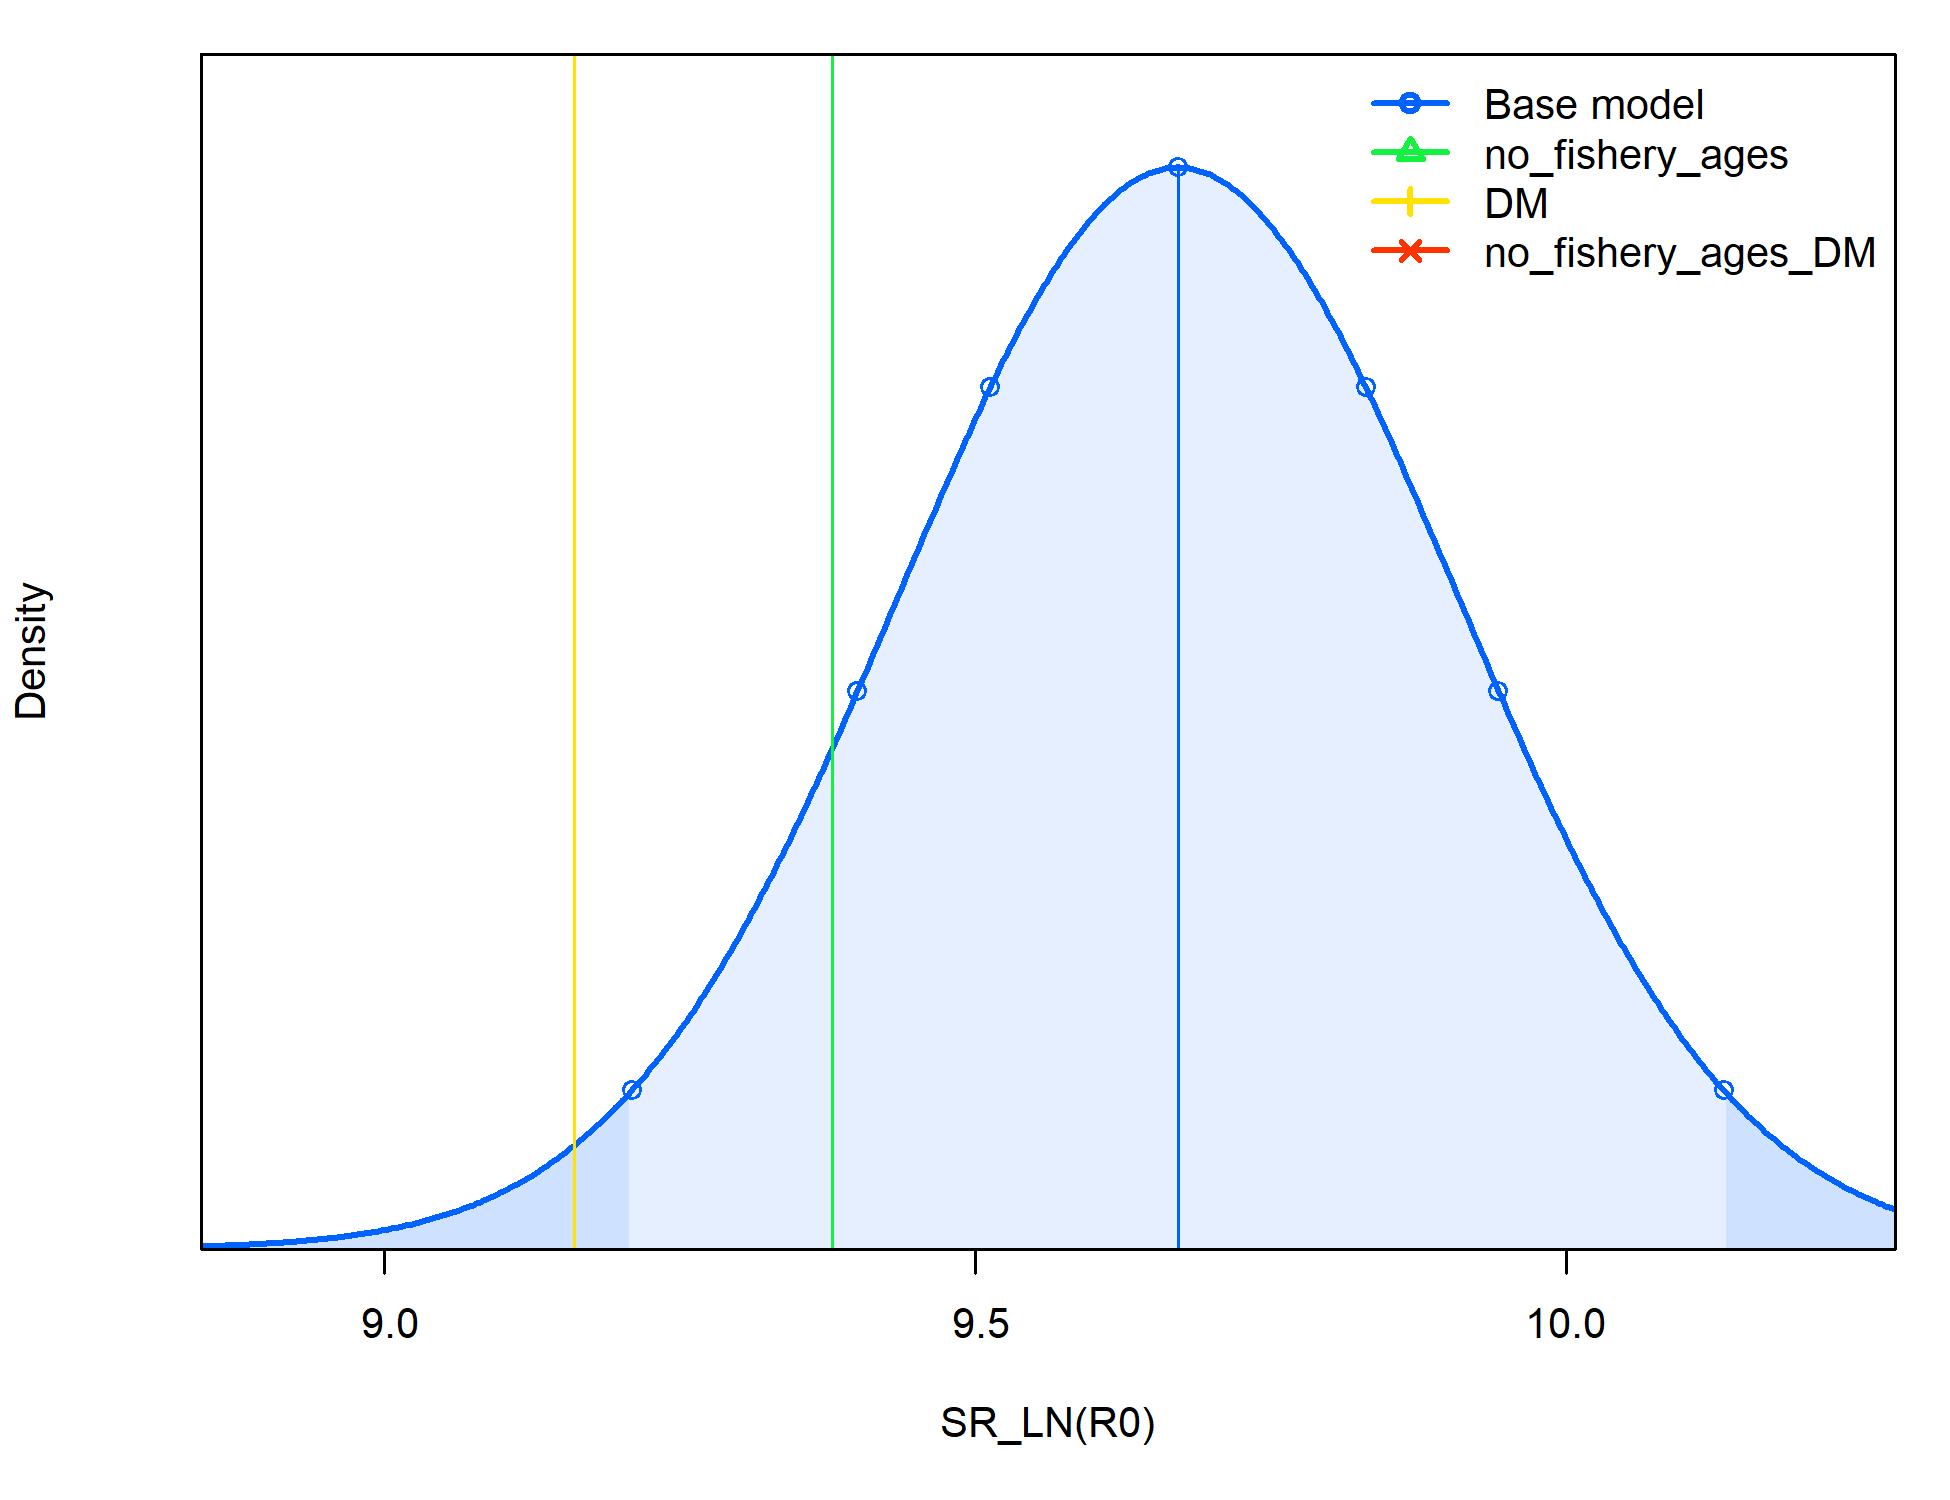 Base model
no_fishery_ages
DM
no_fishery_ages_DM
Density
9.0
9.5
10.0
SR_LN(R0)